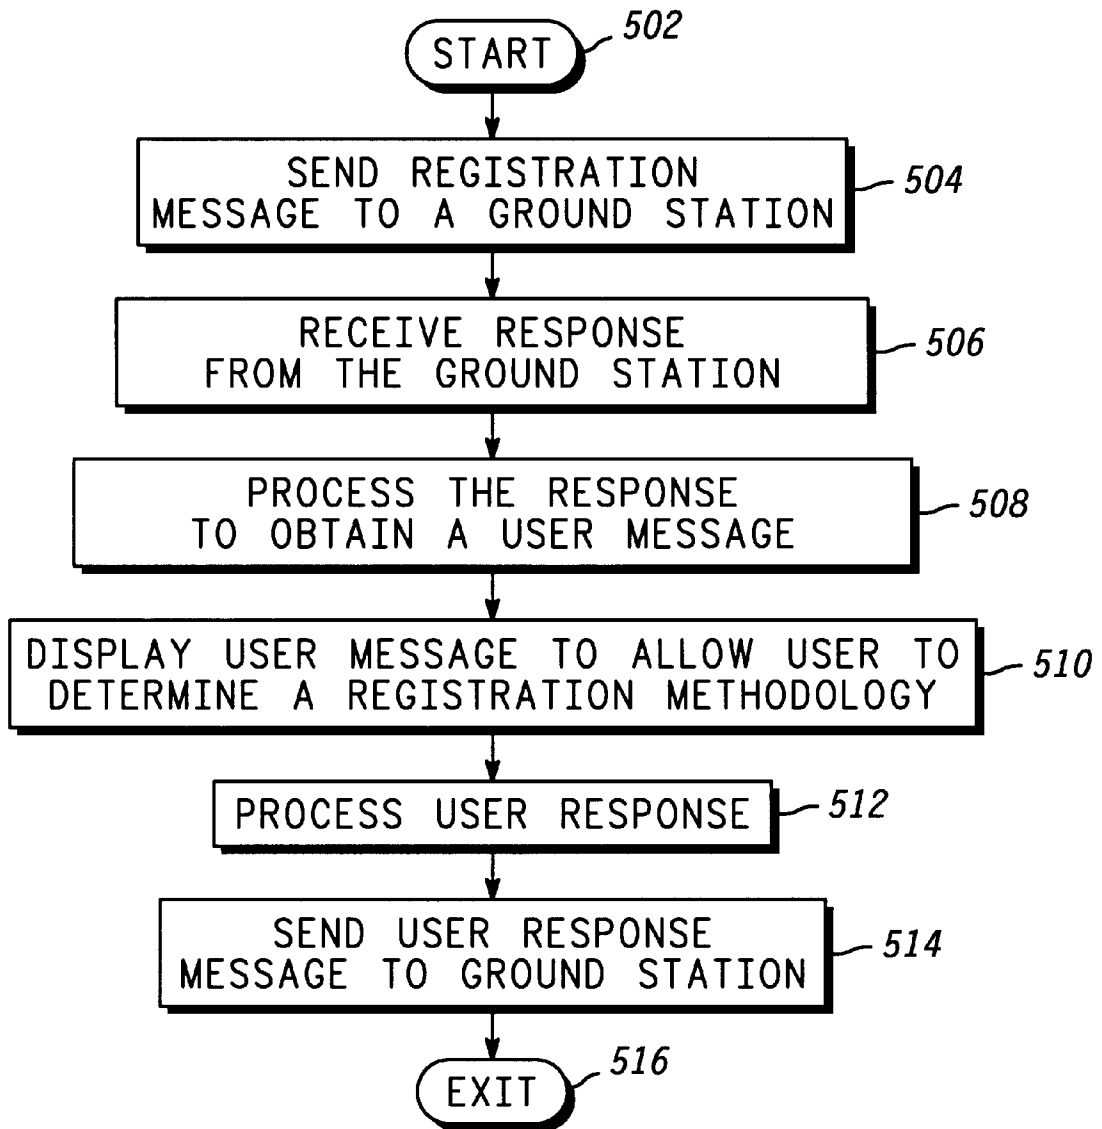 START
502
SEND REGISTRATION
MESSAGE TO A GROUND STATION
504
RECEIVE RESPONSE
FROM THE GROUND STATION
506
PROCESS THE RESPONSE
TO OBTAIN A USER MESSAGE
508
DISPLAY USER MESSAGE TO ALLOW USER TO
DETERMINE A REGISTRATION METHODOLOGY
510
PROCESS USER RESPONSE
512
SEND USER RESPONSE
MESSAGE TO GROUND STATION
514
EXIT
516